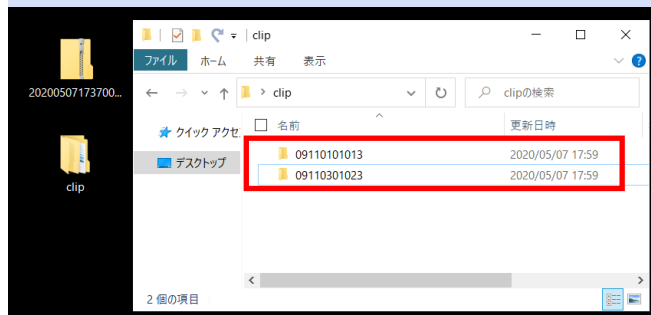 clip
ファイル ホーム 共有 表示
20200507173700...
clip
clipの検索
クイック アクセ
名前
更新日時
デスクトップ
09110101013
2020/05/07 17:59
09110301023
2020/05/07 17:59
clip
2 個の項目